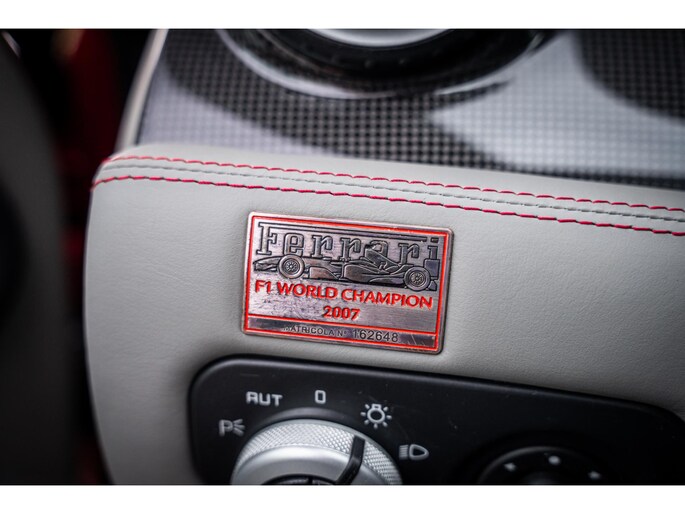 Ferrari
F1 WORLD CHAMPION
2007
MATRICOLA N° 162648
AUT 0